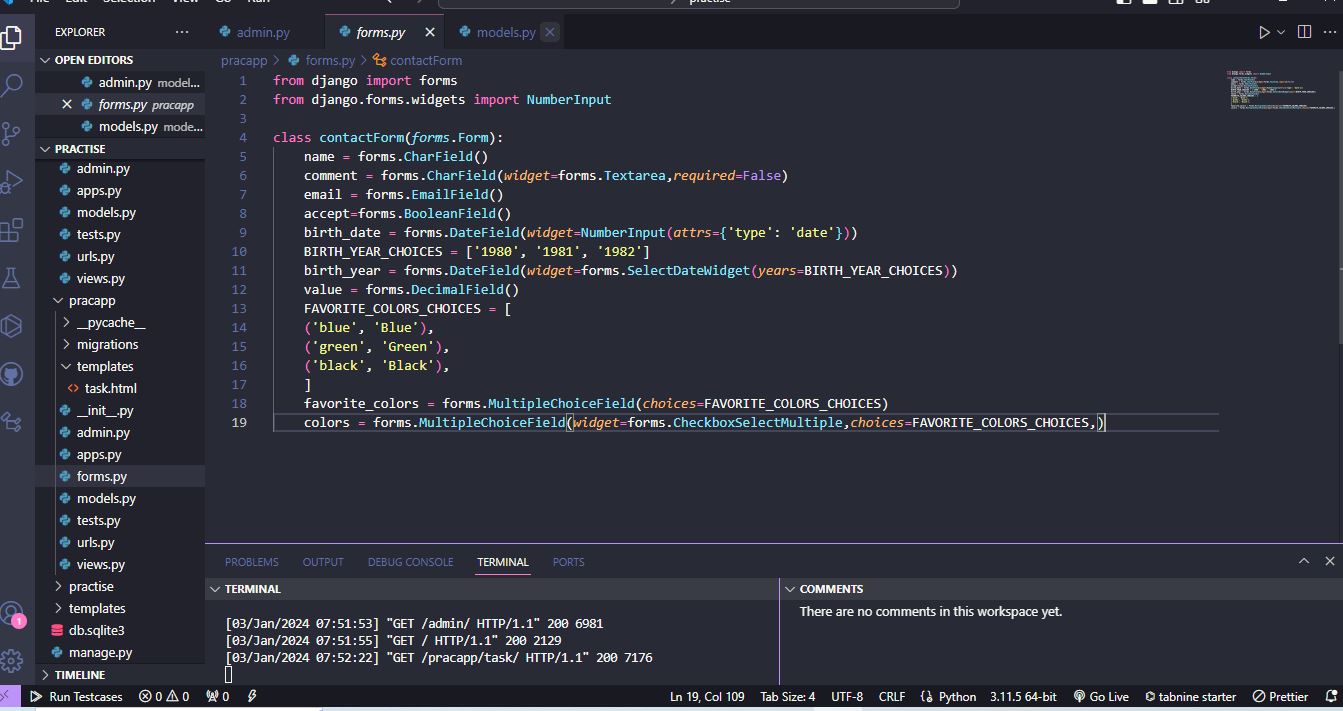 File Edit Selection View Go Run
practise
EXPLORER
admin.py
forms.py
models.py
OPEN EDITORS
admin.py model...
forms.py pracapp
models.py mode...
PRACTISE
admin.py
apps.py
models.py
tests.py
urls.py
views.py
pracapp
__pycache__
migrations
templates
task.html
__init__.py
admin.py
apps.py
forms.py
models.py
tests.py
urls.py
views.py
practise
templates
db.sqlite3
manage.py
TIMELINE
pracapp > forms.py > contactForm
1 from django import forms
2 from django.forms.widgets import NumberInput
3
4 class contactForm(forms.Form):
5 name = forms.CharField()
6 comment = forms.CharField(widget=forms.Textarea,required=False)
7 email = forms.EmailField()
8 accept=forms.BooleanField()
9 birth_date = forms.DateField(widget=NumberInput(attrs={'type': 'date'}))
10 BIRTH_YEAR_CHOICES = ['1980', '1981', '1982']
11 birth_year = forms.DateField(widget=forms.SelectDateWidget(years=BIRTH_YEAR_CHOICES))
12 value = forms.DecimalField()
13 FAVORITE_COLORS_CHOICES = [
14 ('blue', 'Blue'),
15 ('green', 'Green'),
16 ('black', 'Black'),
17 ]
18 favorite_colors = forms.MultipleChoiceField(choices=FAVORITE_COLORS_CHOICES)
19 colors = forms.MultipleChoiceField(widget=forms.CheckboxSelectMultiple,choices=FAVORITE_COLORS_CHOICES,)
PROBLEMS OUTPUT DEBUG CONSOLE TERMINAL PORTS
TERMINAL
[03/Jan/2024 07:51:53] "GET /admin/ HTTP/1.1" 200 6981
[03/Jan/2024 07:51:55] "GET / HTTP/1.1" 200 2129
[03/Jan/2024 07:52:22] "GET /pracapp/task/ HTTP/1.1" 200 7176
COMMENTS
There are no comments in this workspace yet.
1
Run Testcases 0 0 0 Ln 19, Col 109 Tab Size: 4 UTF-8 CRLF Python 3.11.5 64-bit Go Live tabnine starter Prettier